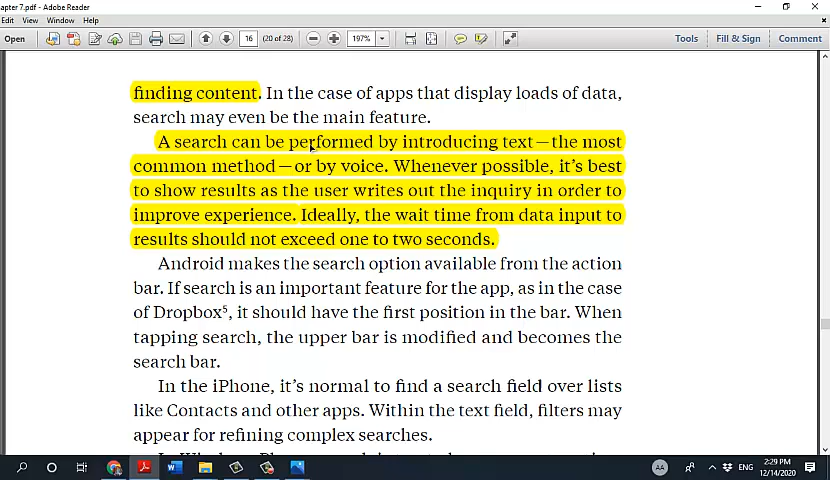 apter 7.pdf - Adobe Reader
Edit View Window Help
Open 16 (20 of 28) 197% Tools Fill & Sign Comment
finding content. In the case of apps that display loads of data,
search may even be the main feature.
A search can be performed by introducing text—the most
common method—or by voice. Whenever possible, it’s best
to show results as the user writes out the inquiry in order to
improve experience. Ideally, the wait time from data input to
results should not exceed one to two seconds.
Android makes the search option available from the action
bar. If search is an important feature for the app, as in the case
of Dropbox⁵, it should have the first position in the bar. When
tapping search, the upper bar is modified and becomes the
search bar.
In the iPhone, it’s normal to find a search field over lists
like Contacts and other apps. Within the text field, filters may
appear for refining complex searches.
AA ENG 2:29 PM
12/14/2020